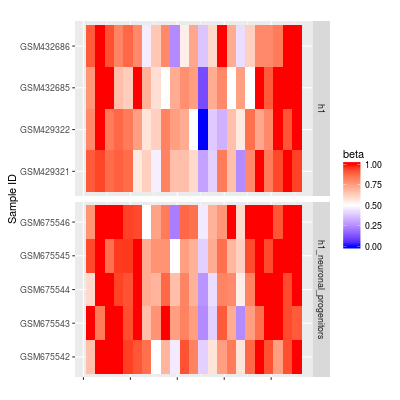 Sample ID
GSM432686
GSM432685
GSM429322
GSM429321
h1
GSM675546
GSM675545
GSM675544
GSM675543
GSM675542
h1_neuronal_progenitors
beta
1.00
0.75
0.50
0.25
0.00